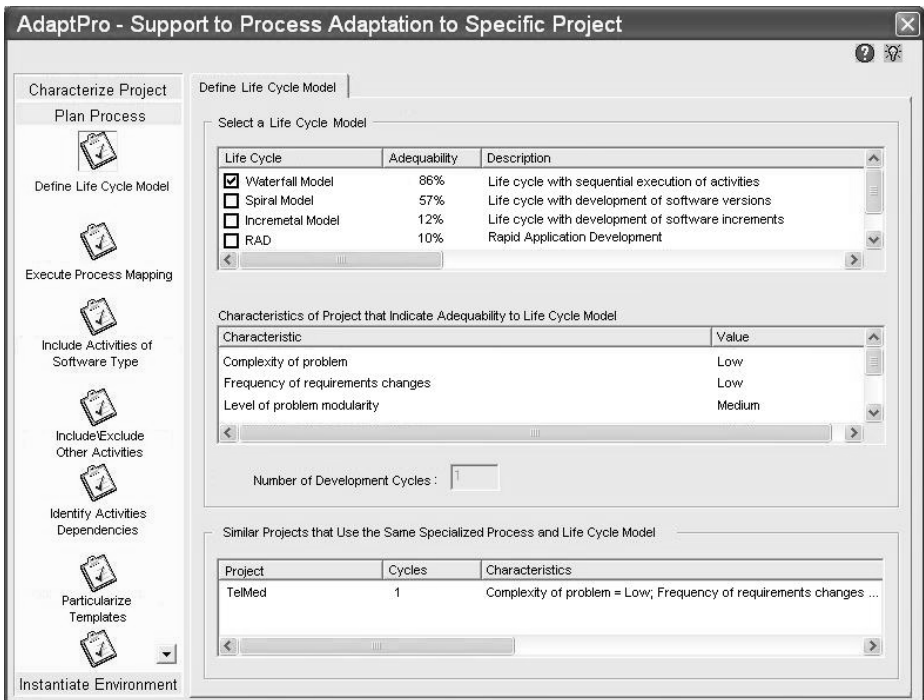 AdaptPro - Support to Process Adaptation to Specific Project
Characterize Project
Plan Process
Define Life Cycle Model
Execute Process Mapping
Include Activities of
Software Type
Include\Exclude
Other Activities
Identify Activities
Dependencies
Particularize
Templates
Instantiate Environment
Define Life Cycle Model
Select a Life Cycle Model
Life Cycle Adequability Description
Waterfall Model 86% Life cycle with sequential execution of activities
Spiral Model 57% Life cycle with development of software versions
Incremetal Model 12% Life cycle with development of software increments
RAD 10% Rapid Application Development
Characteristics of Project that Indicate Adequability to Life Cycle Model
Characteristic Value
Complexity of problem Low
Frequency of requirements changes Low
Level of problem modularity Medium
Number of Development Cycles : 1
Similar Projects that Use the Same Specialized Process and Life Cycle Model
Project Cycles Characteristics
TelMed 1 Complexity of problem = Low; Frequency of requirements changes ...